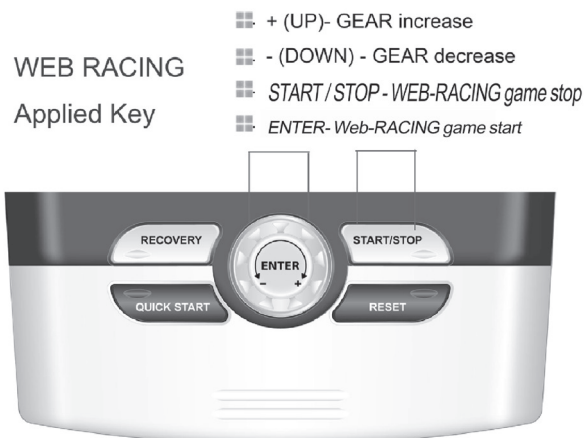 WEB RACING
Applied Key
+ (UP)- GEAR increase
- (DOWN) - GEAR decrease
START / STOP - WEB-RACING game stop
ENTER- Web-RACING game start
RECOVERY
ENTER
- +
START/STOP
QUICK START
RESET